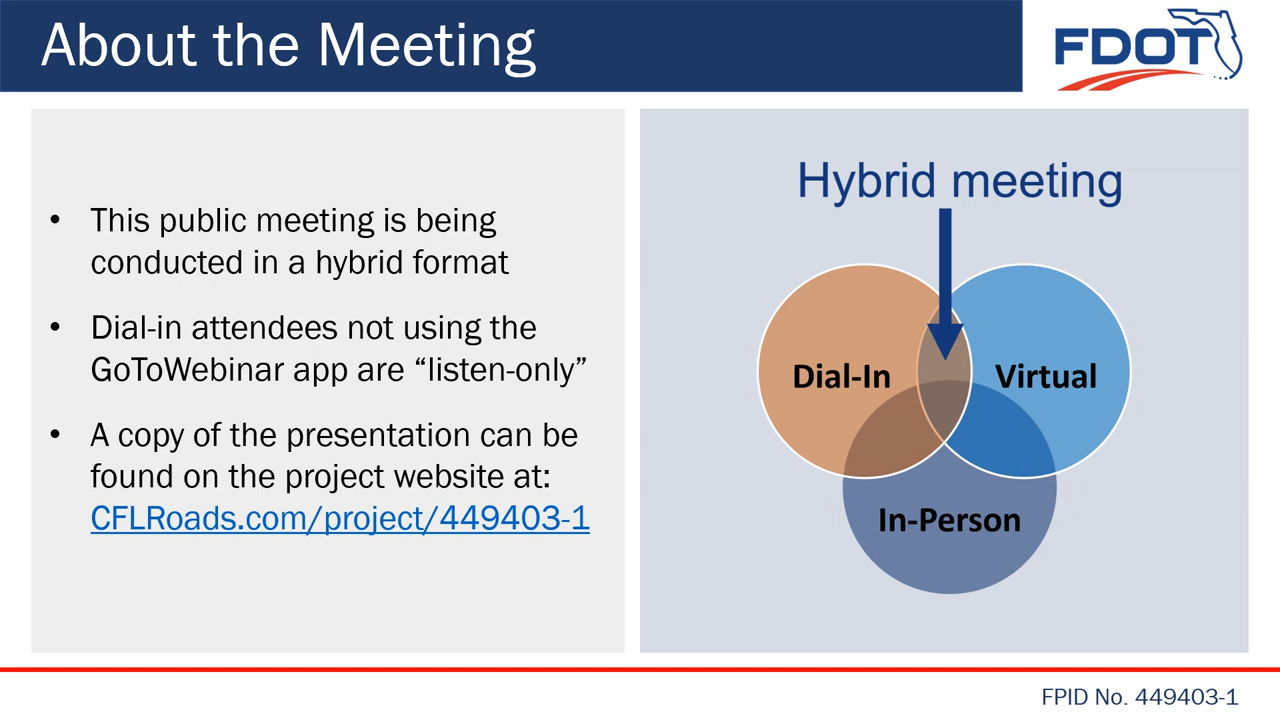 About the Meeting
FDOT
• This public meeting is being
conducted in a hybrid format
• Dial-in attendees not using the
GoToWebinar app are “listen-only”
• A copy of the presentation can be
found on the project website at:
CFLRoads.com/project/449403-1
Hybrid meeting
Dial-In
Virtual
In-Person
FPID No. 449403-1